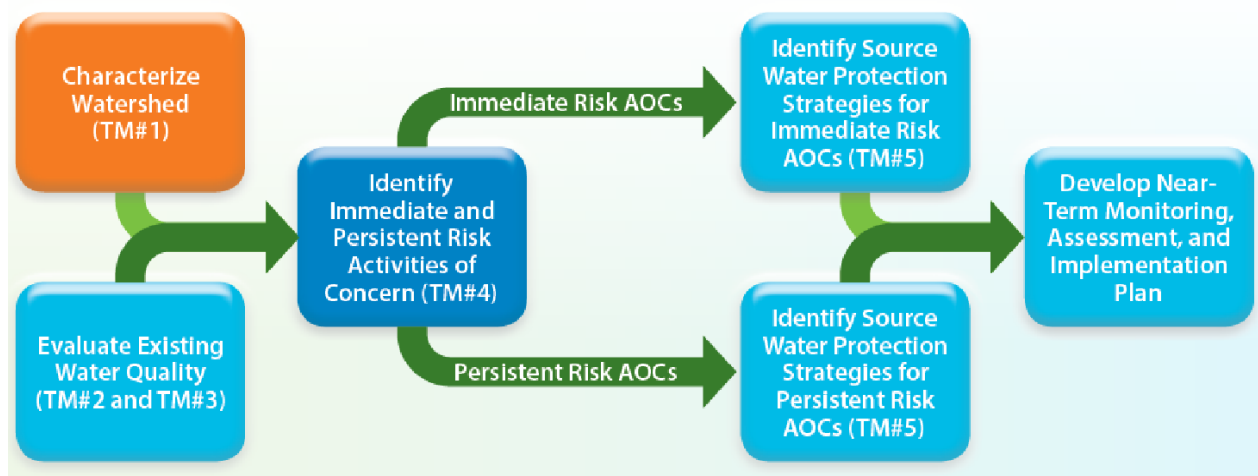 Characterize
Watershed
(TM#1)
Evaluate Existing
Water Quality
(TM#2 and TM#3)
Identify
Immediate and
Persistent Risk
Activities of
Concern (TM#4)
Immediate Risk AOCs
Persistent Risk AOCs
Identify Source
Water Protection
Strategies for
Immediate Risk
AOCs (TM#5)
Identify Source
Water Protection
Strategies for
Persistent Risk
AOCs (TM#5)
Develop Near-
Term Monitoring,
Assessment, and
Implementation
Plan